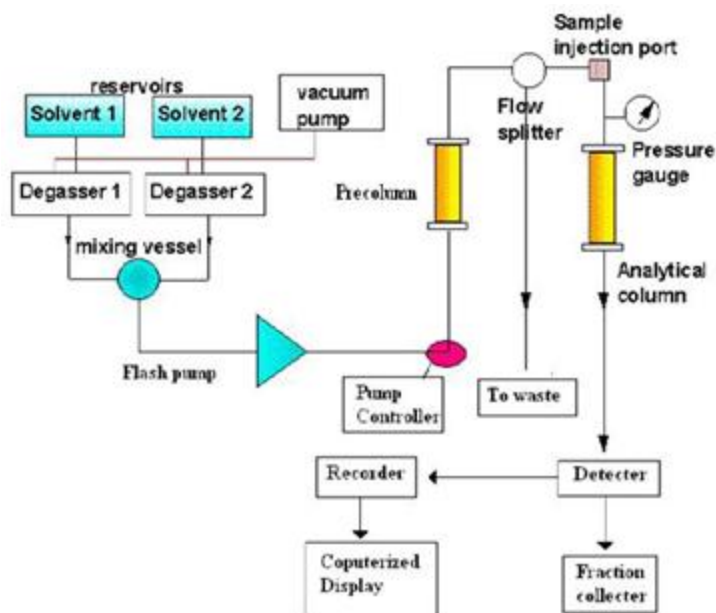 Sample
injection port
reservoirs
Solvent 1
Solvent 2
vacuum
pump
Flow
splitter
Degasser 1
Degasser 2
Precolumn
Pressure
gauge
mixing vessel
Analytical
column
Flash pump
Pump
Controller
To waste
Recorder
Detecter
Coputerized
Display
Fraction
collecter